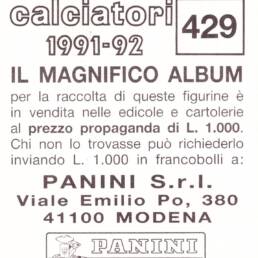 calciatori
1991-92
429
IL MAGNIFICO ALBUM
per la raccolta di queste figurine è
in vendita nelle edicole e cartolerie
al prezzo propaganda di L. 1.000.
Chi non lo trovasse può richiederlo
inviando L. 1.000 in francobolli a:
PANINI S.r.l.
Viale Emilio Po, 380
41100 MODENA
PANINI